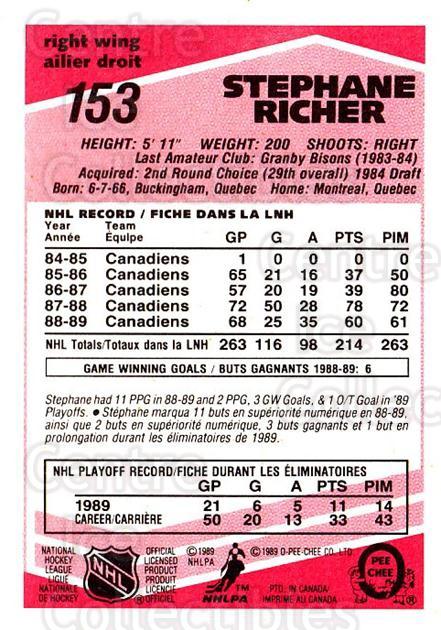 right wing
ailier droit
153
STEPHANE
RICHER
HEIGHT: 5' 11" WEIGHT: 200 SHOOTS: RIGHT
Last Amateur Club: Granby Bisons (1983-84)
Acquired: 2nd Round Choice (29th overall) 1984 Draft
Born: 6-7-66, Buckingham, Quebec Home: Montreal, Quebec
NHL RECORD / FICHE DANS LA LNH
Year Team
Année Équipe GP G A PTS PIM
84-85 Canadiens 1 0 0 0 0
85-86 Canadiens 65 21 16 37 50
86-87 Canadiens 57 20 19 39 80
87-88 Canadiens 72 50 28 78 72
88-89 Canadiens 68 25 35 60 61
NHL Totals/Totaux dans la LNH 263 116 98 214 263
GAME WINNING GOALS / BUTS GAGNANTS 1988-89: 6
Stephane had 11 PPG in 88-89 and 2 PPG, 3 GW Goals, & 1 O/T Goal in '89
Playoffs. • Stéphane marqua 11 buts en supériorité numérique en 88-89,
ainsi que 2 buts en supériorité numérique, 3 buts gagnants et 1 but en
prolongation durant les éliminatoires de 1989.
NHL PLAYOFF RECORD/FICHE DURANT LES ÉLIMINATOIRES
GP G A PTS PIM
1989 21 6 5 11 14
CAREER/CARRIÈRE 50 20 13 33 43
NATIONAL
HOCKEY
LEAGUE
LIGUE
NATIONALE
DE HOCKEY
NHL
OFFICIAL
LICENSED
PRODUCT
PRODUIT
OFFICIEL
©1989
NHLPA
NHLPA
TM
©1989 O-PEE-CHEE CO. LTD.
PTD. IN CANADA/
IMPRIMÉ AU CANADA
O
PEE
CHEE
Centre
Ice
Collectibles